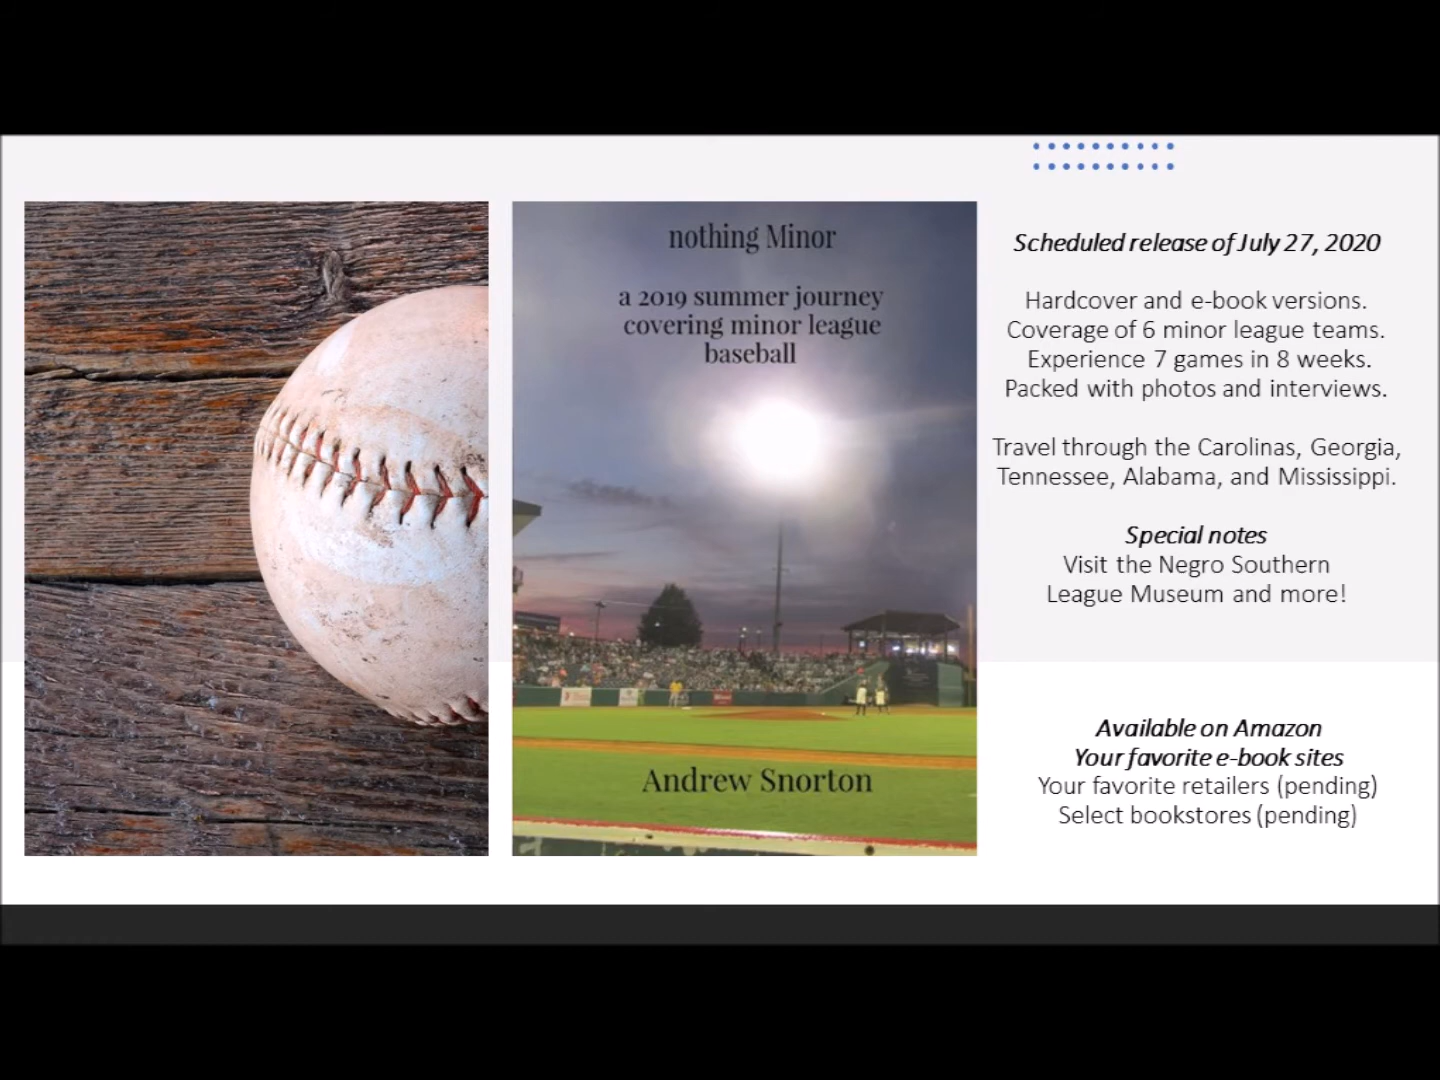 nothing Minor
a 2019 summer journey
covering minor league
baseball
Andrew Snorton
Scheduled release of July 27, 2020
Hardcover and e-book versions.
Coverage of 6 minor league teams.
Experience 7 games in 8 weeks.
Packed with photos and interviews.
Travel through the Carolinas, Georgia,
Tennessee, Alabama, and Mississippi.
Special notes
Visit the Negro Southern
League Museum and more!
Available on Amazon
Your favorite e-book sites
Your favorite retailers (pending)
Select bookstores (pending)